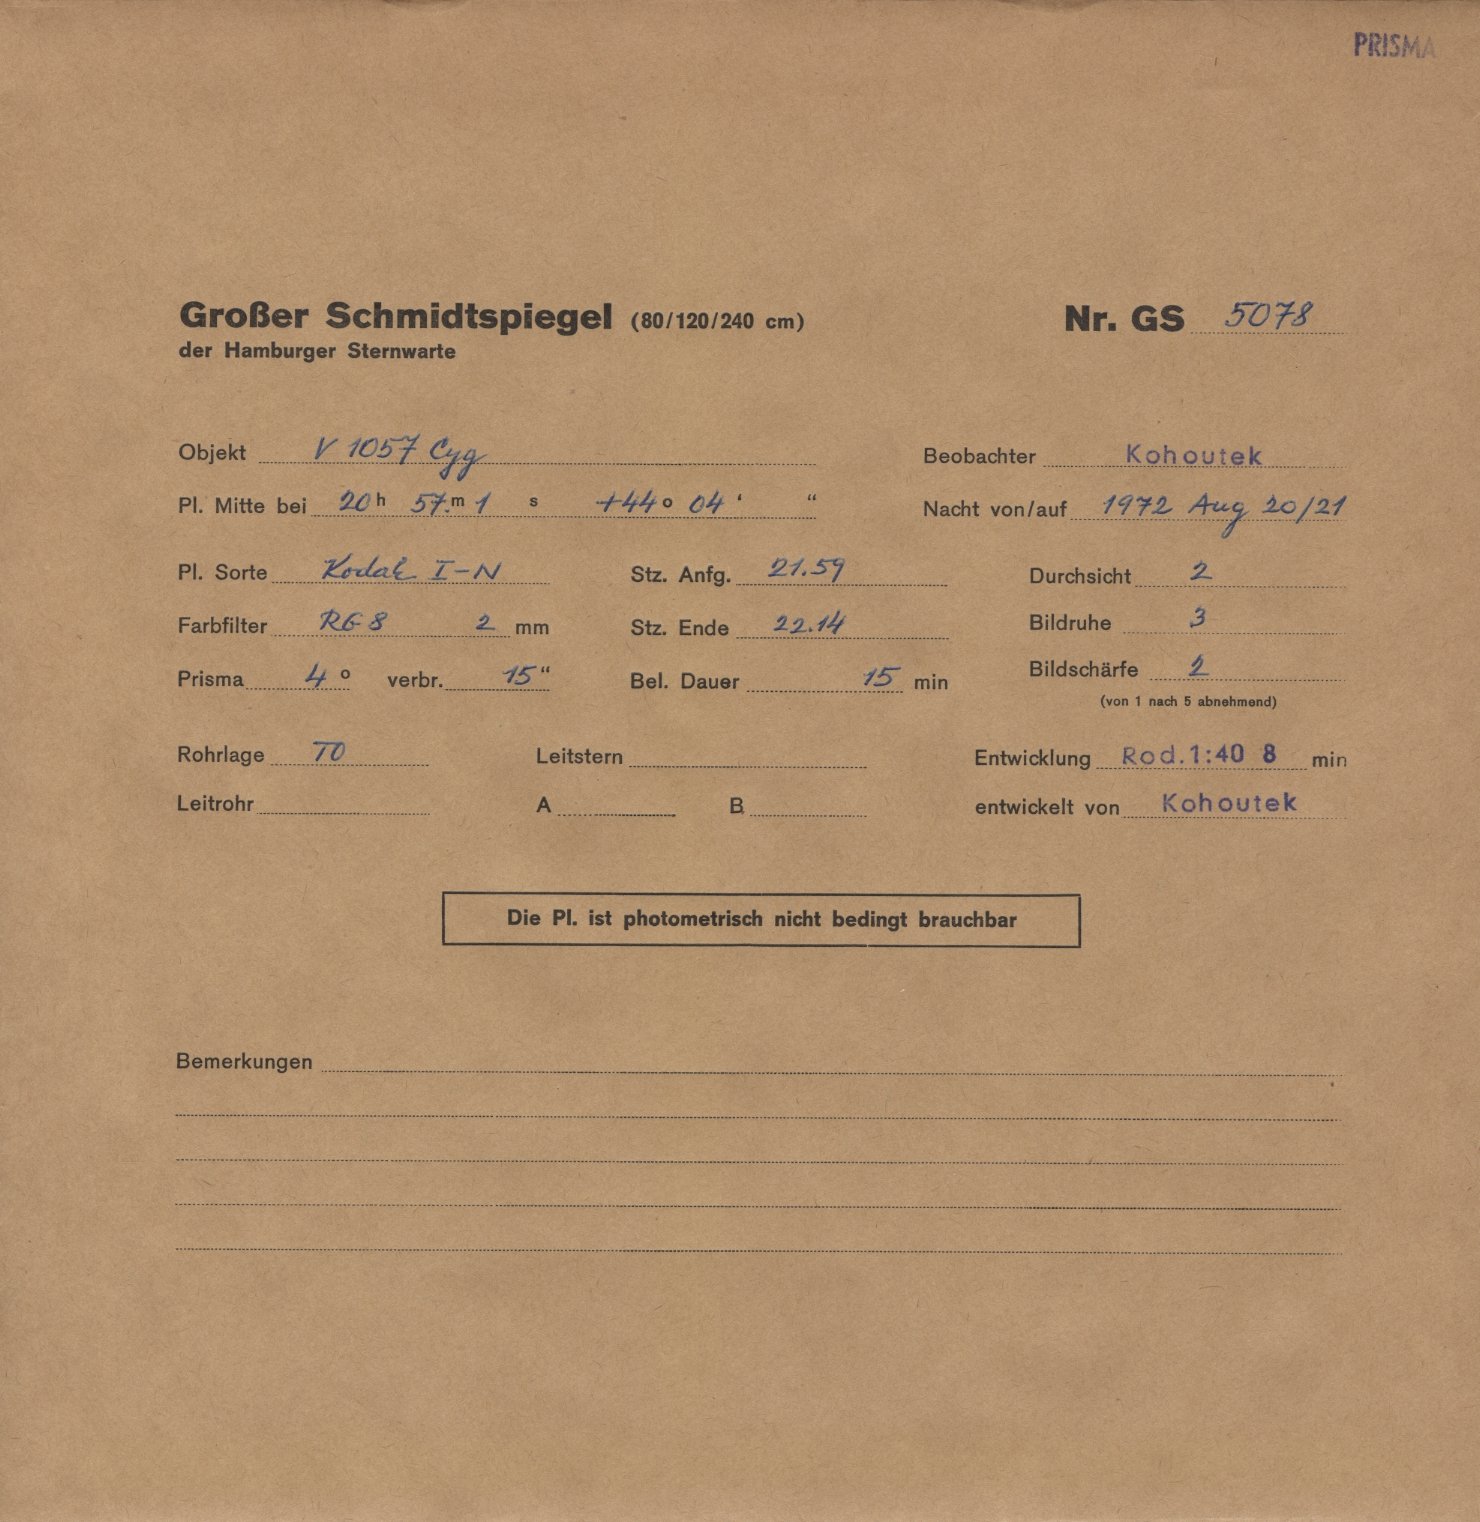 PRISMA
Großer Schmidtspiegel (80/120/240 cm) Nr. GS 5078
der Hamburger Sternwarte
Objekt V 1057 Cyg Beobachter Kohoutek
Pl. Mitte bei 20 h 57. m 1 s +44 o 04 ‘ “ Nacht von/auf 1972 Aug 20/21
Pl. Sorte Kodak I-N Stz. Anfg. 21.59 Durchsicht 2
Farbfilter RG 8 2 mm Stz. Ende 22.14 Bildruhe 3
Prisma 4 o verbr. 15 “ Bel. Dauer 15 min Bildschärfe 2
(von 1 nach 5 abnehmend)
Rohrlage TO Leitstern Entwicklung Rod. 1:40 8 min
Leitrohr A B entwickelt von Kohoutek
Die Pl. ist photometrisch nicht bedingt brauchbar
Bemerkungen